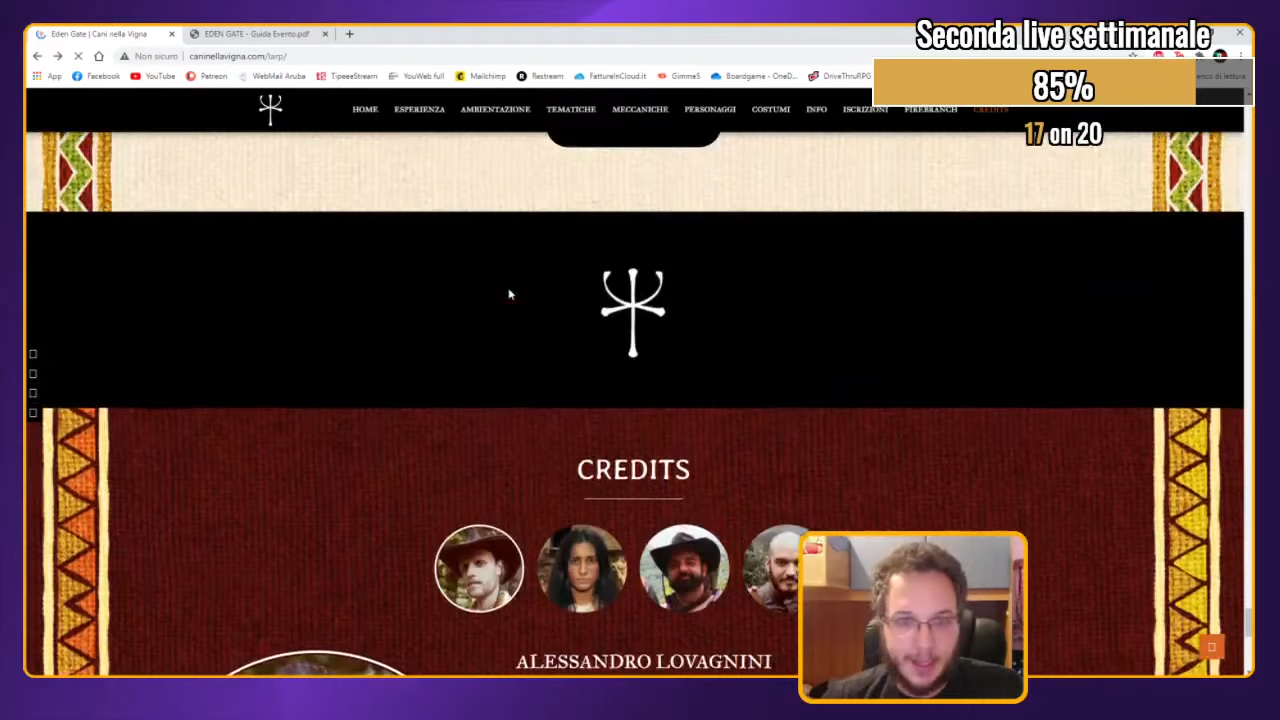 Seconda live settimanale
85%
17 on 20
Eden Gate | Cani nella Vigna
EDEN GATE - Guida Evento.pdf
Non sicuro
caninellavigna.com/larp/
App
Facebook
YouTube
Patreon
WebMail Aruba
TipeeeStream
YouWeb full
Mailchimp
Restream
FattureInCloud.it
Gimme5
Boardgame - OneD...
DriveThruRPG
HOME
ESPERIENZA
AMBIENTAZIONE
TEMATICHE
MECCANICHE
PERSONAGGI
COSTUMI
INFO
ISCRIZIONI
FIREBRANCH
CREDITS
CREDITS
ALESSANDRO LOVAGNINI